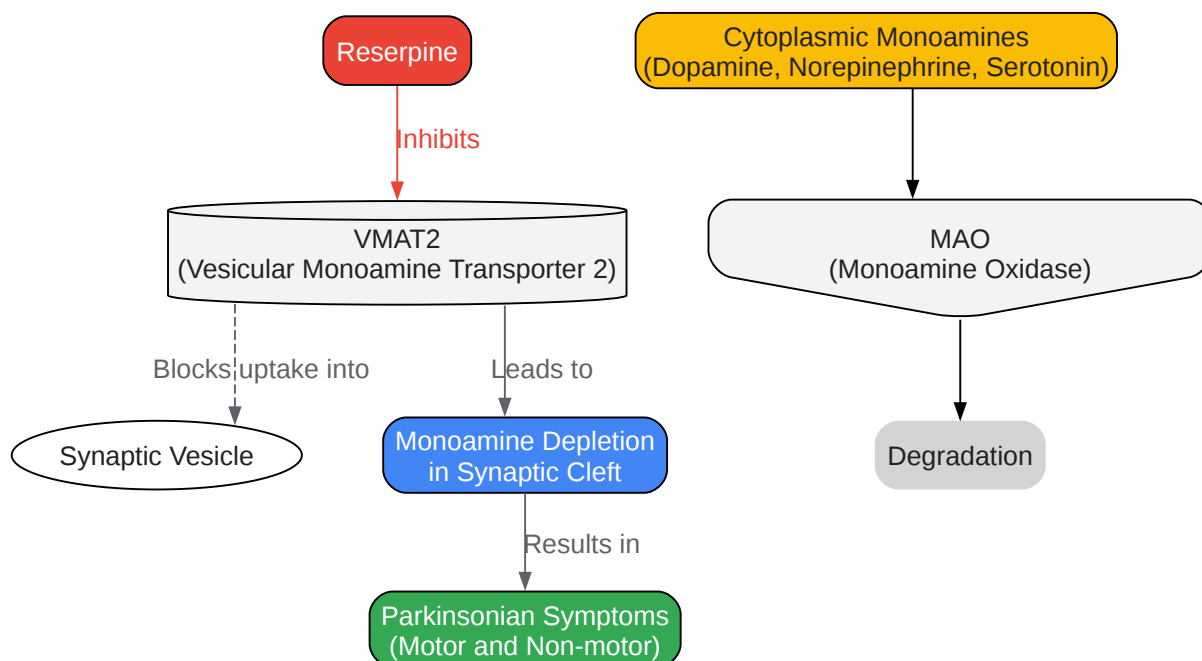 Reserpine
Cytoplasmic Monoamines
(Dopamine, Norepinephrine, Serotonin)
Inhibits
VMAT2
(Vesicular Monoamine Transporter 2)
MAO
(Monoamine Oxidase)
Blocks uptake into
Leads to
Synaptic Vesicle
Monoamine Depletion
in Synaptic Cleft
Degradation
Results in
Parkinsonian Symptoms
(Motor and Non-motor)